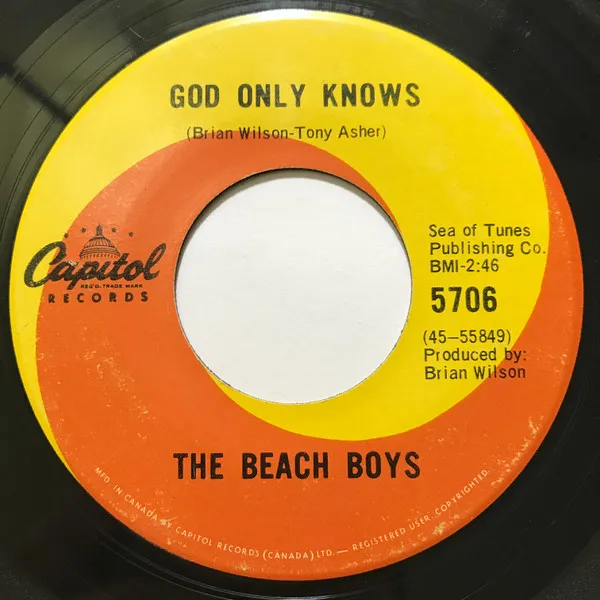 GOD ONLY KNOWS
(Brian Wilson-Tony Asher)
Capitol
REG'D. TRADE MARK
RECORDS
Sea of Tunes
Publishing Co.
BMI-2:46
5706
(45-55849)
Produced by:
Brian Wilson
THE BEACH BOYS
MFD. IN CANADA BY CAPITOL RECORDS (CANADA) LTD. — REGISTERED USER. COPYRIGHTED.